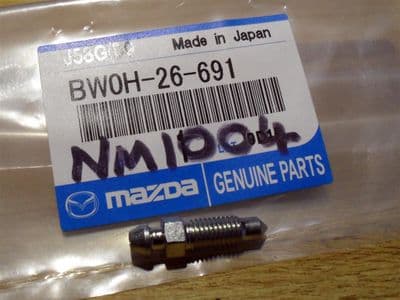 Made in Japan
BW0H-26-691
NM1004
mazda
GENUINE PARTS